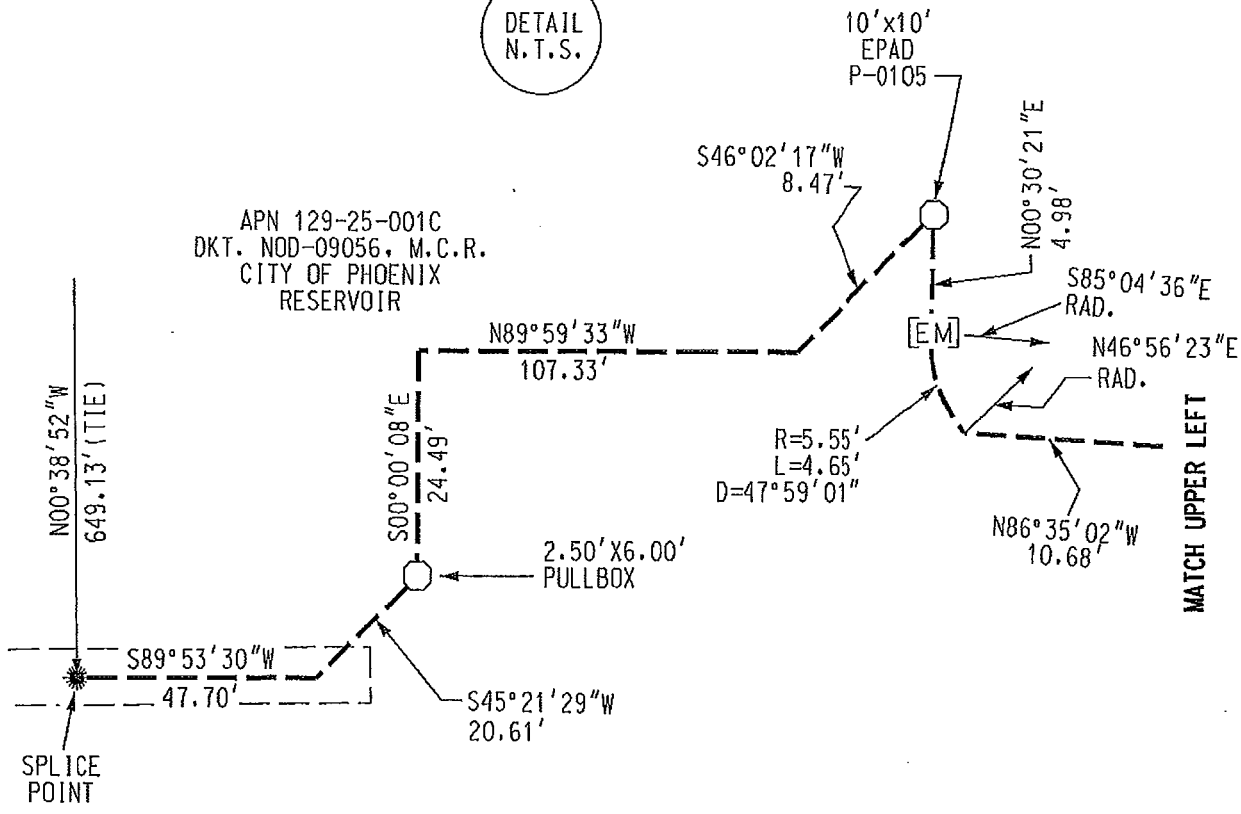 DETAIL
N.T.S.
10'x10'
EPAD
P-0105
S46°02'17"W
8.47'
N00°30'21"E
4.98'
APN 129-25-001C
DKT. NOD-09056, M.C.R.
CITY OF PHOENIX
RESERVOIR
S85°04'36"E
RAD.
[EM]
N46°56'23"E
RAD.
N89°59'33"W
107.33'
N00°38'52"W
649.13'(TIE)
S00°00'08"E
24.49'
R=5.55'
L=4.65'
D=47°59'01"
N86°35'02"W
10.68'
MATCH UPPER LEFT
2.50'X6.00'
PULLBOX
S89°53'30"W
47.70'
S45°21'29"W
20.61'
SPLICE
POINT